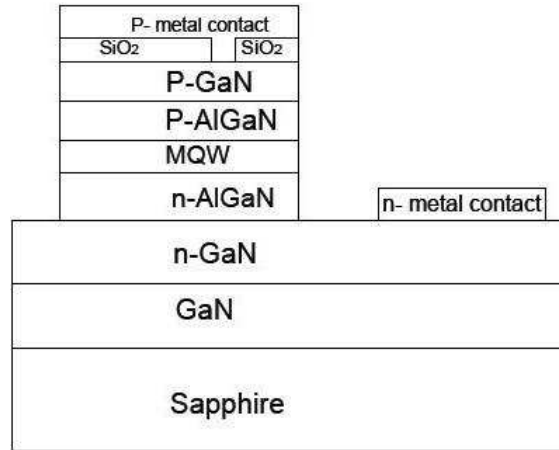 P- metal contact
SiO₂ SiO₂
P-GaN
P-AlGaN
MQW
n-AlGaN
n- metal contact
n-GaN
GaN
Sapphire